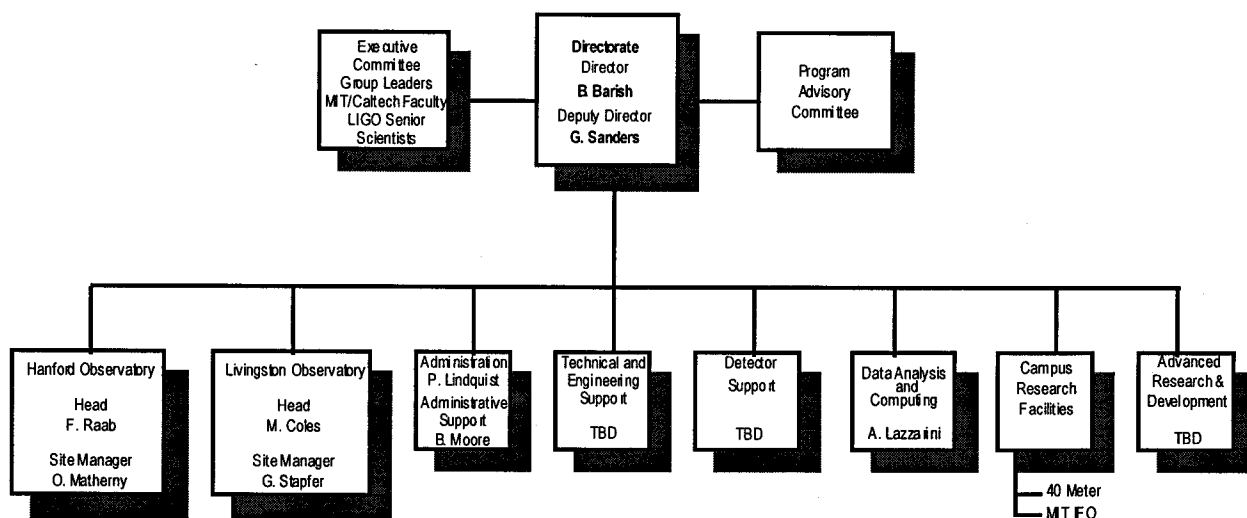 Executive
Committee
Group Leaders
MIT/Caltech Faculty
LIGO Senior
Scientists
Directorate
Director
B. Barish
Deputy Director
G. Sanders
Program
Advisory
Committee
Hanford Observatory
Head
F. Raab
Site Manager
O. Matherny
Livingston Observatory
Head
M. Coles
Site Manager
G. Stapfer
Administration
P. Lindquist
Administrative
Support
B. Moore
Technical and
Engineering
Support
TBD
Detector
Support
TBD
Data Analysis
and
Computing
A. Lazzarini
Campus
Research
Facilities
40 Meter
MIT IFO
Advanced
Research &
Development
TBD